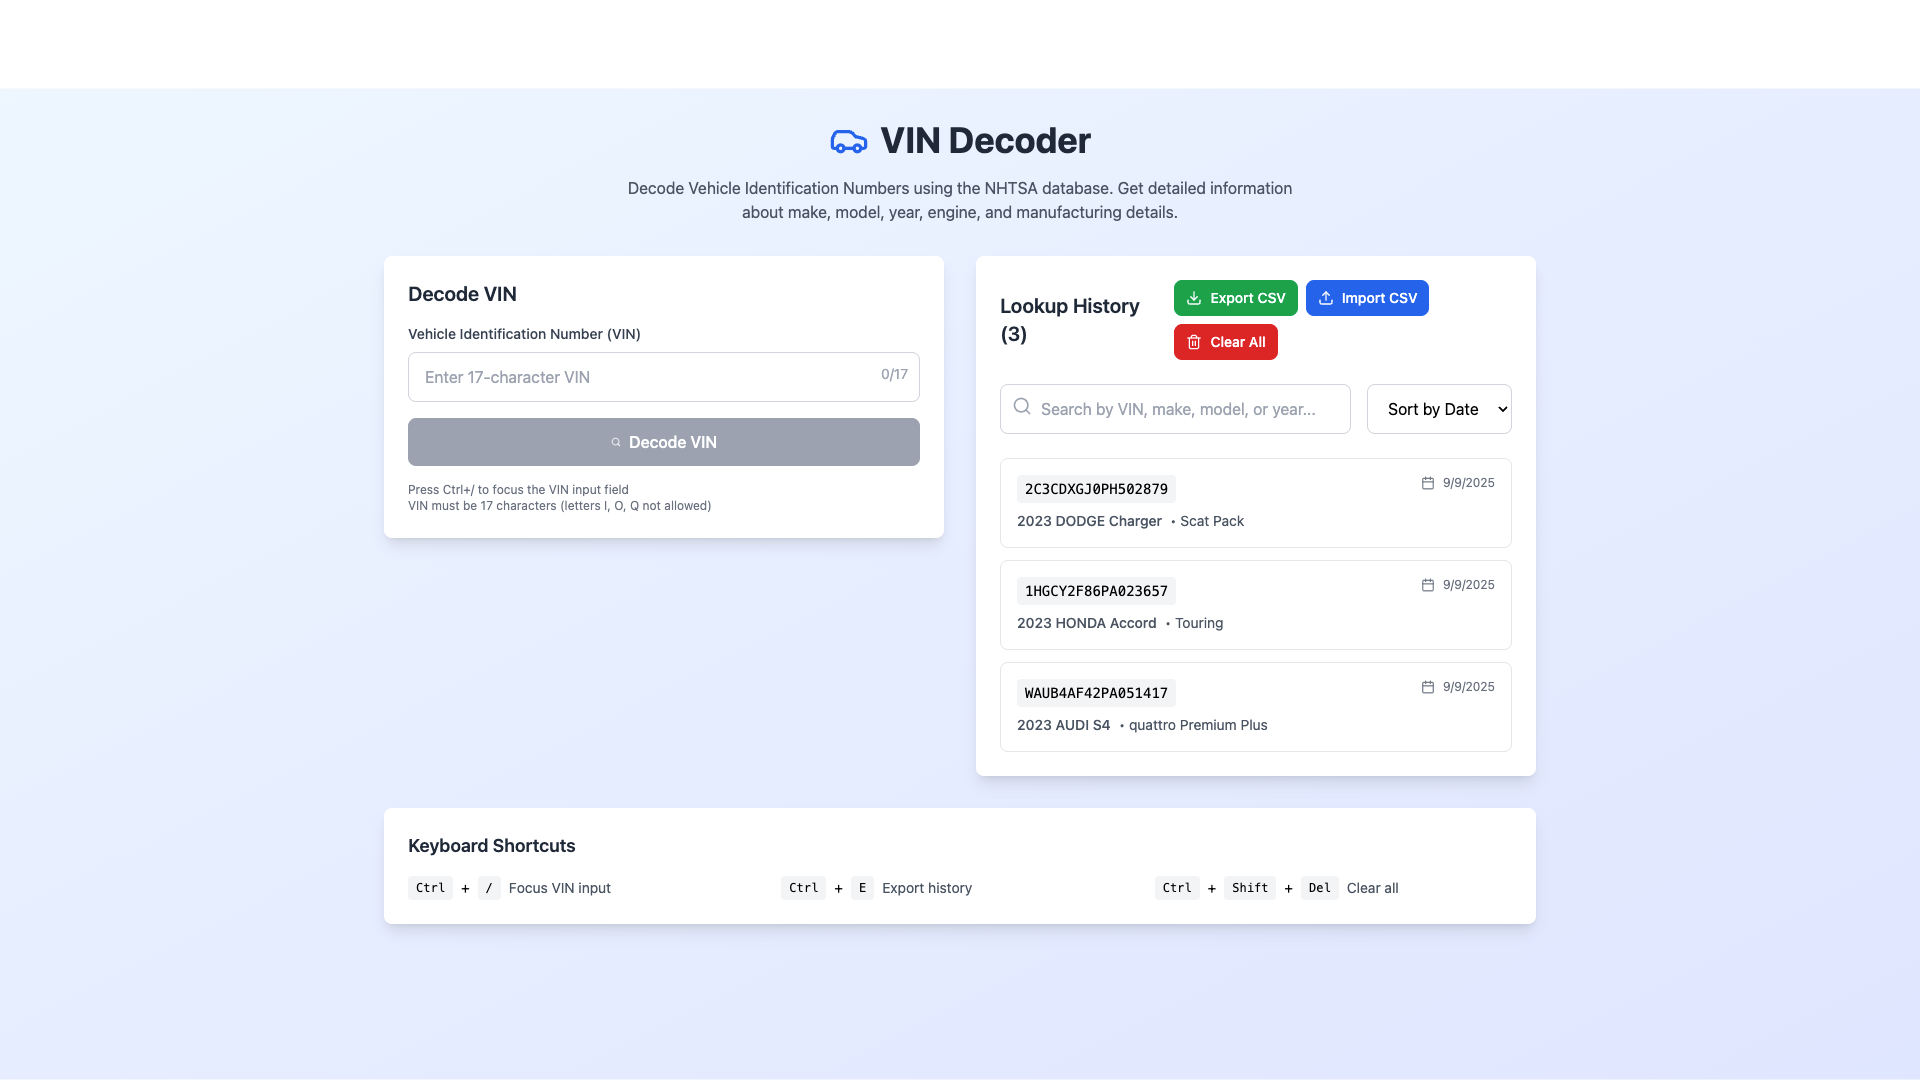 VIN Decoder
Decode Vehicle Identification Numbers using the NHTSA database. Get detailed information
about make, model, year, engine, and manufacturing details.
Decode VIN
Vehicle Identification Number (VIN)
Enter 17-character VIN
0/17
Decode VIN
Press Ctrl+/ to focus the VIN input field
VIN must be 17 characters (letters I, O, Q not allowed)
Lookup History
(3)
Export CSV
Import CSV
Clear All
Search by VIN, make, model, or year...
Sort by Date
2C3CDXGJ0PH502879
9/9/2025
2023 DODGE Charger • Scat Pack
1HGCY2F86PA023657
9/9/2025
2023 HONDA Accord • Touring
WAUB4AF42PA051417
9/9/2025
2023 AUDI S4 • quattro Premium Plus
Keyboard Shortcuts
Ctrl + / Focus VIN input
Ctrl + E Export history
Ctrl + Shift + Del Clear all